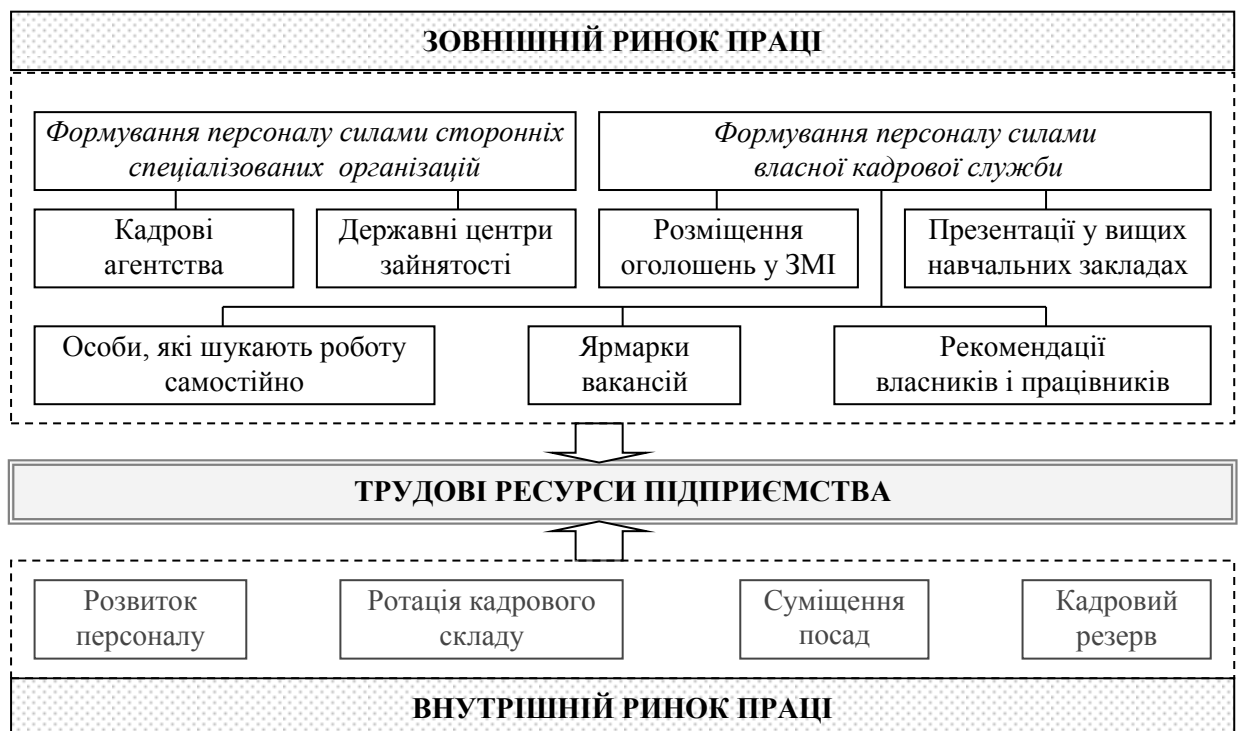 ЗОВНІШНІЙ РИНОК ПРАЦІ
Формування персоналу силами сторонніх
спеціалізованих організацій
Формування персоналу силами
власної кадрової служби
Кадрові
агентства
Державні центри
зайнятості
Розміщення
оголошень у ЗМІ
Презентації у вищих
навчальних закладах
Особи, які шукають роботу
самостійно
Ярмарки
вакансій
Рекомендації
власників і працівників
ТРУДОВІ РЕСУРСИ ПІДПРИЄМСТВА
Розвиток
персоналу
Ротація кадрового
складу
Суміщення
посад
Кадровий
резерв
ВНУТРІШНІЙ РИНОК ПРАЦІ